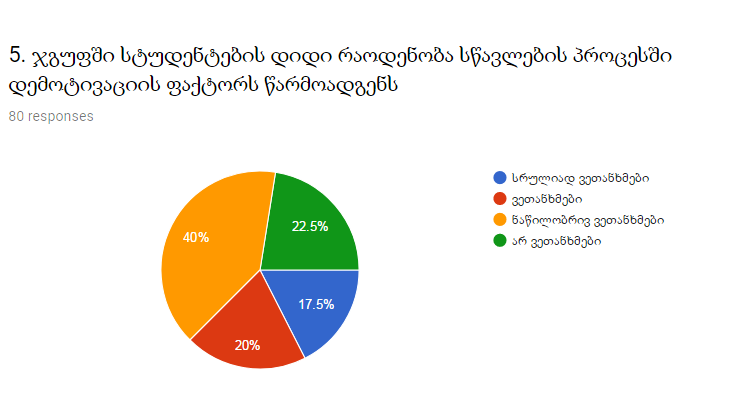 5. ჯგუფში სტუდენტების დიდი რაოდენობა სწავლების პროცესში
დემოტივაციის ფაქტორს წარმოადგენს
80 responses
სრულიად ვეთანხმები
ვეთანხმები
ნაწილობრივ ვეთანხმები
არ ვეთანხმები
22.5%
40%
17.5%
20%